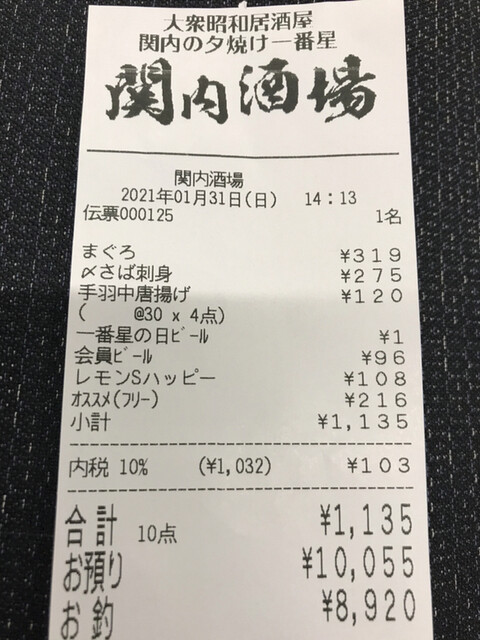 大衆昭和居酒屋
関内の夕焼け一番星
関内酒場
関内酒場
2021年01月31日(日) 14:13
伝票000125 1名
まぐろ ¥319
〆さば刺身 ¥275
手羽中唐揚げ ¥120
( @30 x 4点)
一番星の日ﾋﾞｰﾙ ¥1
会員ﾋﾞｰﾙ ¥96
レモンSハッピー ¥108
ｵｽｽﾒ(ﾌﾘｰ) ¥216
小計 ¥1,135
内税 10% (¥1,032) ¥103
合計 10点 ¥1,135
お預り ¥10,055
お釣 ¥8,920